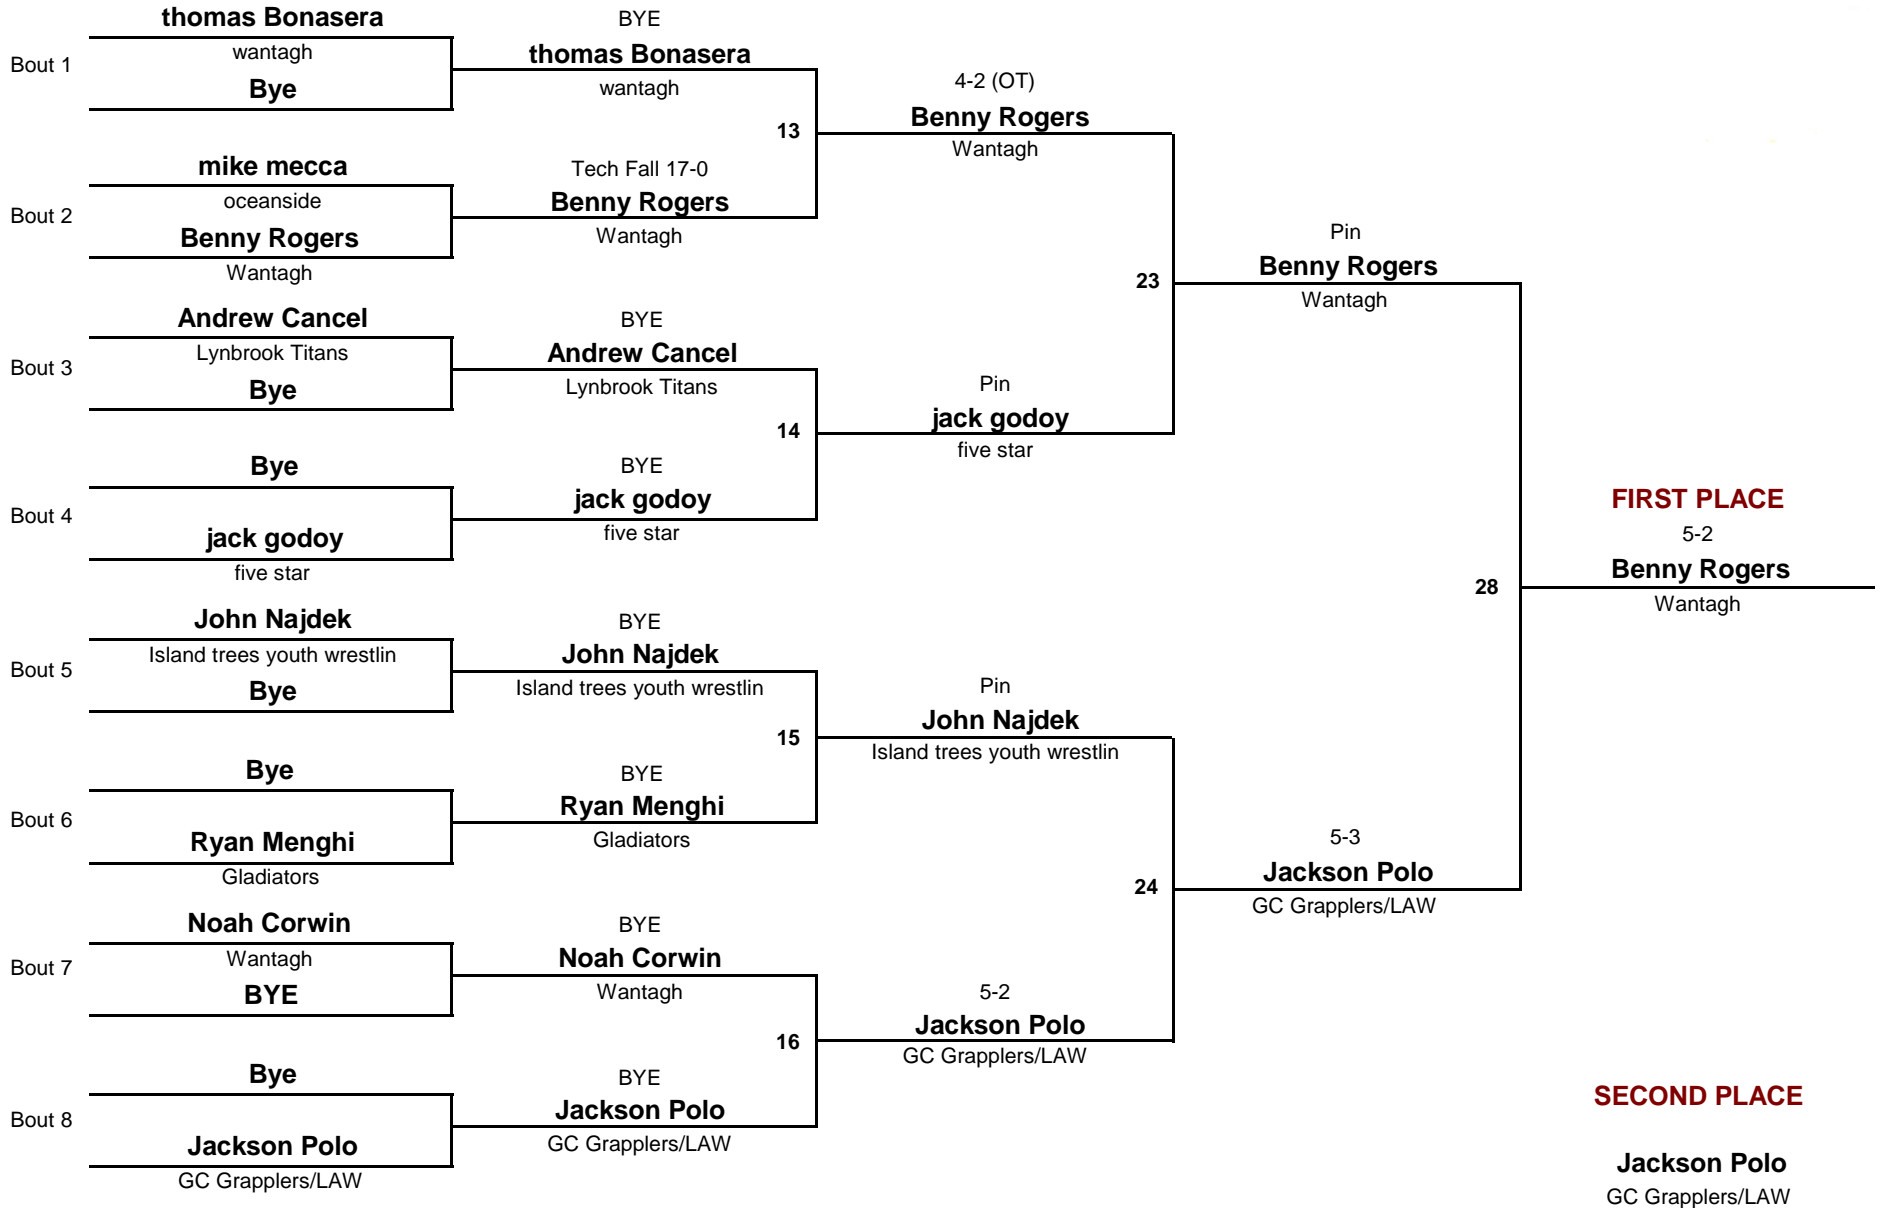 thomas Bonasera
Bout 1
wantagh
Bye
mike mecca
Bout 2
oceanside
Benny Rogers
Wantagh
Andrew Cancel
Bout 3
Lynbrook Titans
Bye
Bye
Bout 4
jack godoy
five star
John Najdek
Bout 5
Island trees youth wrestlin
Bye
Bye
Bout 6
Ryan Menghi
Gladiators
Noah Corwin
Bout 7
Wantagh
BYE
Bye
Bout 8
Jackson Polo
GC Grapplers/LAW
BYE
thomas Bonasera
wantagh
13
Tech Fall 17-0
Benny Rogers
Wantagh
BYE
Andrew Cancel
Lynbrook Titans
14
BYE
jack godoy
five star
BYE
John Najdek
Island trees youth wrestlin
15
BYE
Ryan Menghi
Gladiators
BYE
Noah Corwin
Wantagh
16
BYE
Jackson Polo
GC Grapplers/LAW
4-2 (OT)
Benny Rogers
Wantagh
23
Pin
jack godoy
five star
Pin
John Najdek
Island trees youth wrestlin
24
5-2
Jackson Polo
GC Grapplers/LAW
Pin
Benny Rogers
Wantagh
28
5-3
Jackson Polo
GC Grapplers/LAW
FIRST PLACE
5-2
Benny Rogers
Wantagh
SECOND PLACE
Jackson Polo
GC Grapplers/LAW